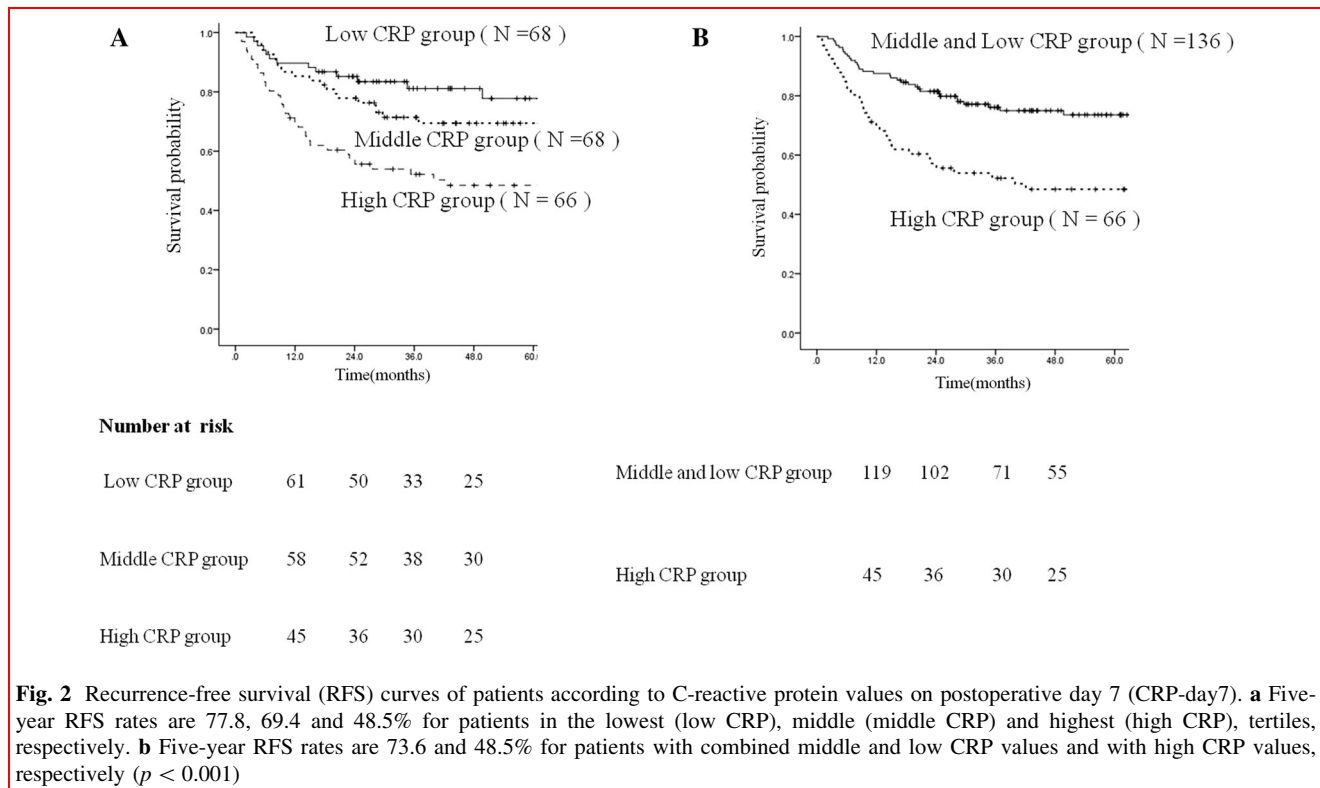 A
Low CRP group ( N =68)
Middle CRP group ( N =68)
High CRP group ( N = 66)
Survival probability
1.0
0.8
0.6
0.4
0.2
0.0
.0 12.0 24.0 36.0 48.0 60.
Time(months)
B
Middle and Low CRP group ( N =136)
High CRP group ( N = 66 )
Survival probability
1.0
0.8
0.6
0.4
0.2
0.0
.0 12.0 24.0 36.0 48.0 60.0
Time(months)
Number at risk
Low CRP group 61 50 33 25
Middle CRP group 58 52 38 30
High CRP group 45 36 30 25
Middle and low CRP group 119 102 71 55
High CRP group 45 36 30 25
Fig. 2 Recurrence-free survival (RFS) curves of patients according to C-reactive protein values on postoperative day 7 (CRP-day7). a Five-
year RFS rates are 77.8, 69.4 and 48.5% for patients in the lowest (low CRP), middle (middle CRP) and highest (high CRP), tertiles,
respectively. b Five-year RFS rates are 73.6 and 48.5% for patients with combined middle and low CRP values and with high CRP values,
respectively (p < 0.001)